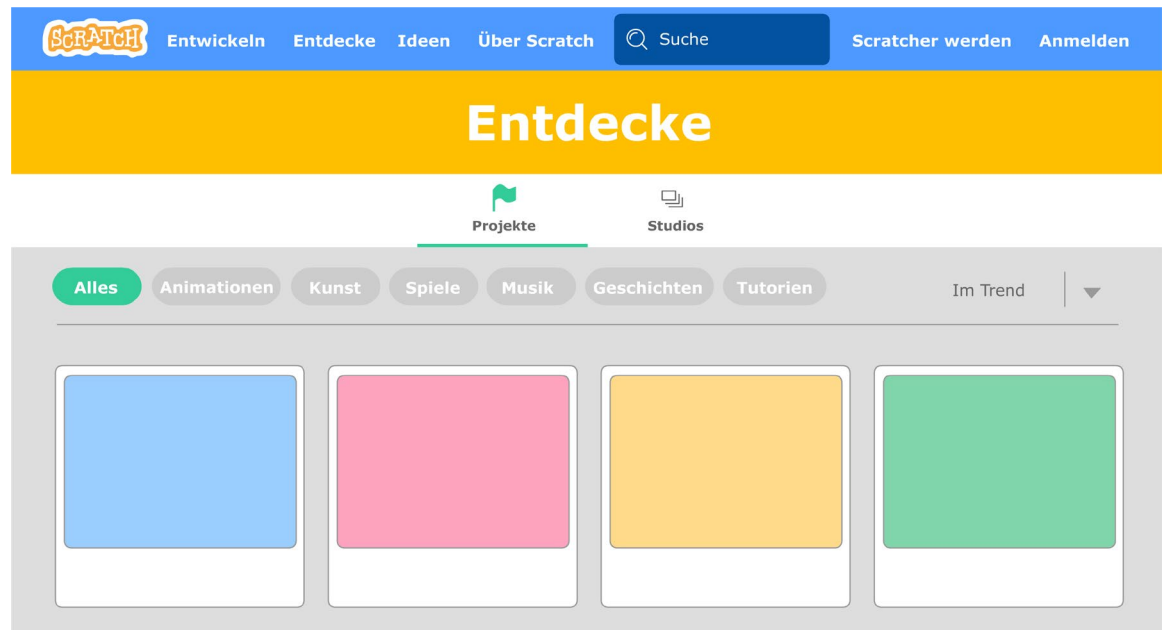 SCRATCH Entwickeln Entdecke Ideen Über Scratch Suche Scratcher werden Anmelden
Entdecke
Projekte Studios
Alles Animationen Kunst Spiele Musik Geschichten Tutorien Im Trend